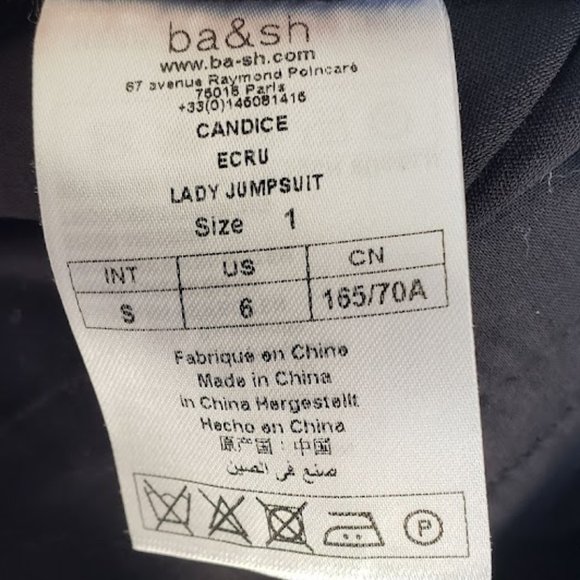 ba&sh
www.ba-sh.com
67 avenue Raymond Poincaré
75016 Paris
+33(0)146081416
CANDICE
ECRU
LADY JUMPSUIT
Size 1
INT US CN
S 6 165/70A
Fabriqué en Chine
Made in China
in China Hergestellt
Hecho en China
原产国：中国
صنع في الصين
P